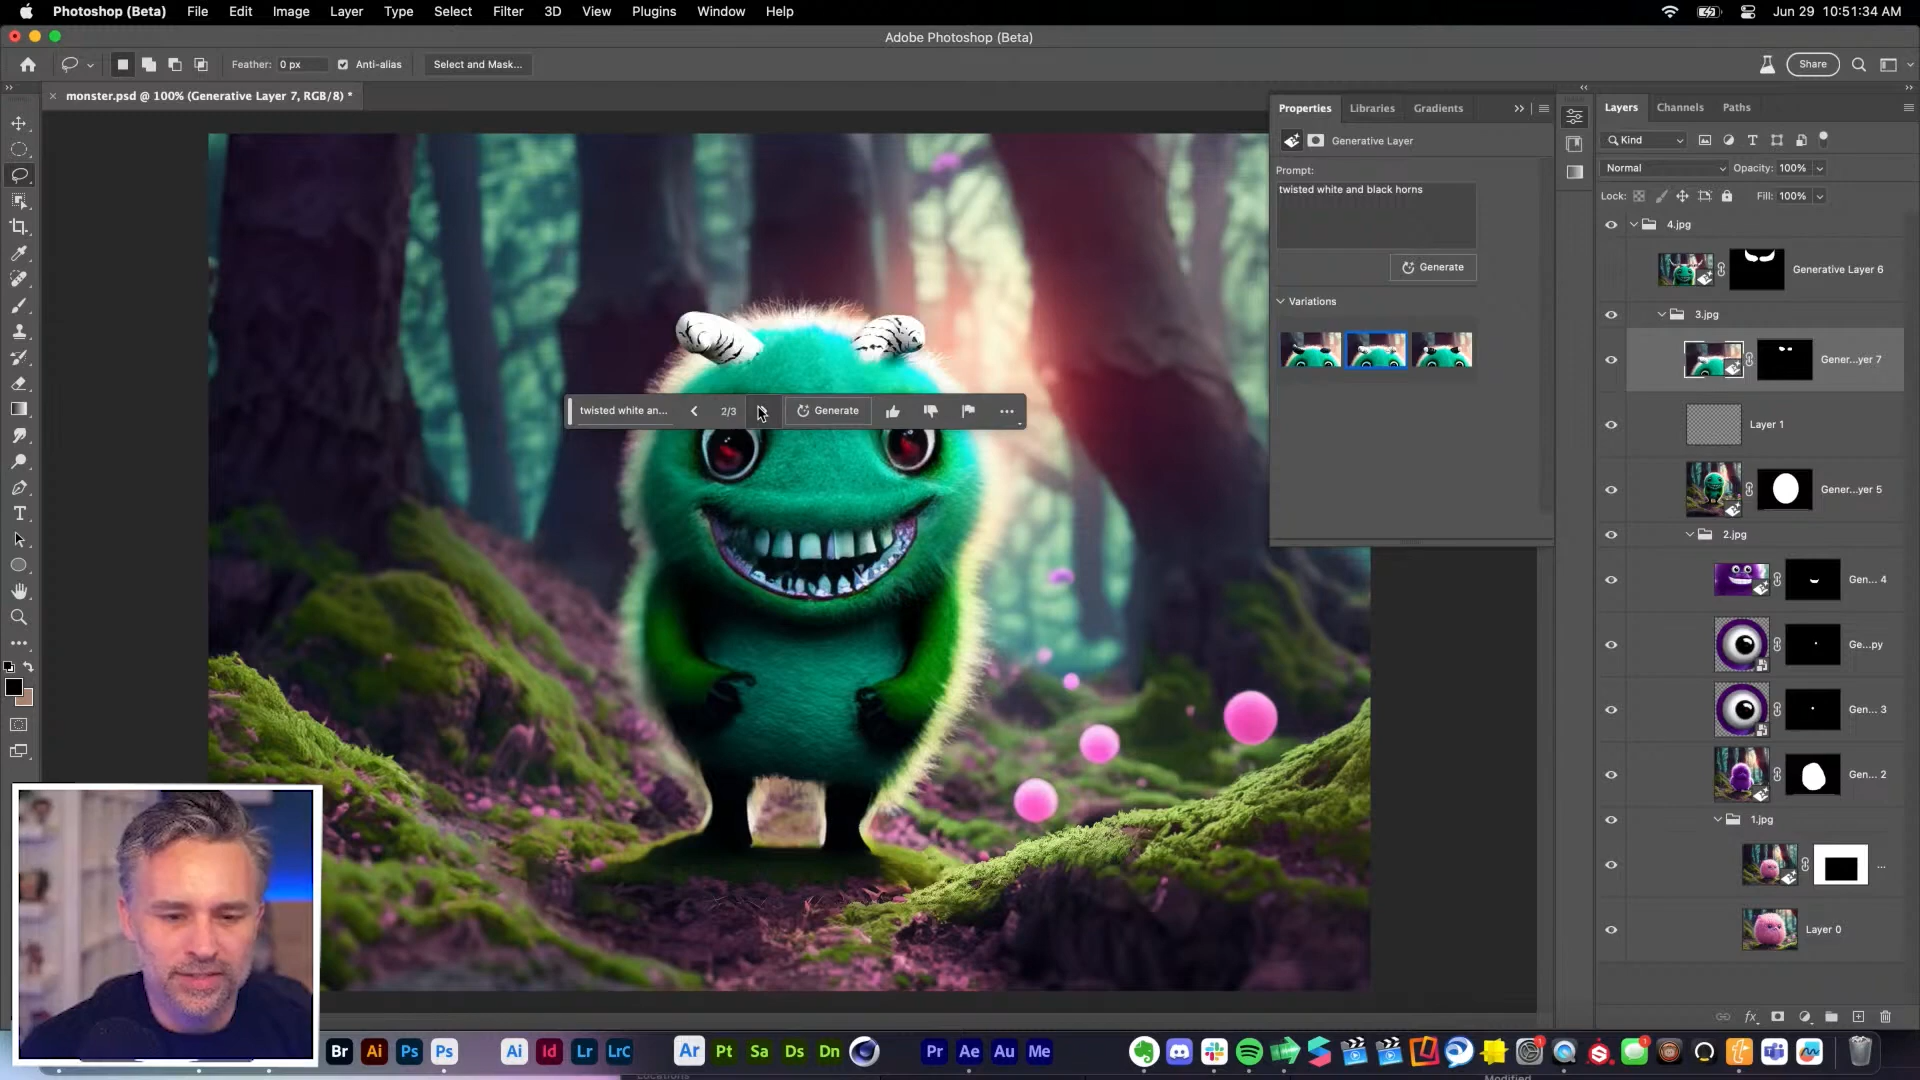 Photoshop (Beta) File Edit Image Layer Type Select Filter 3D View Plugins Window Help Jun 29 10:51:34 AM
Adobe Photoshop (Beta)
Feather: 0 px Anti-alias Select and Mask... Share
monster.psd @ 100% (Generative Layer 7, RGB/8) *
Properties Libraries Gradients
Generative Layer
Prompt:
twisted white and black horns
Generate
Variations
twisted white an... 2/3 Generate
Layers Channels Paths
Kind
Normal Opacity: 100%
Lock: Fill: 100%
4.jpg
Generative Layer 6
3.jpg
Gener...yer 7
Layer 1
Gener...yer 5
2.jpg
Gen... 4
Ge...py
Gen... 3
Gen... 2
1.jpg
...
Layer 0
fx
Br Ai Ps Ps Ai Id Lr LrC Ar Pt Sa Ds Dn Pr Ae Au Me